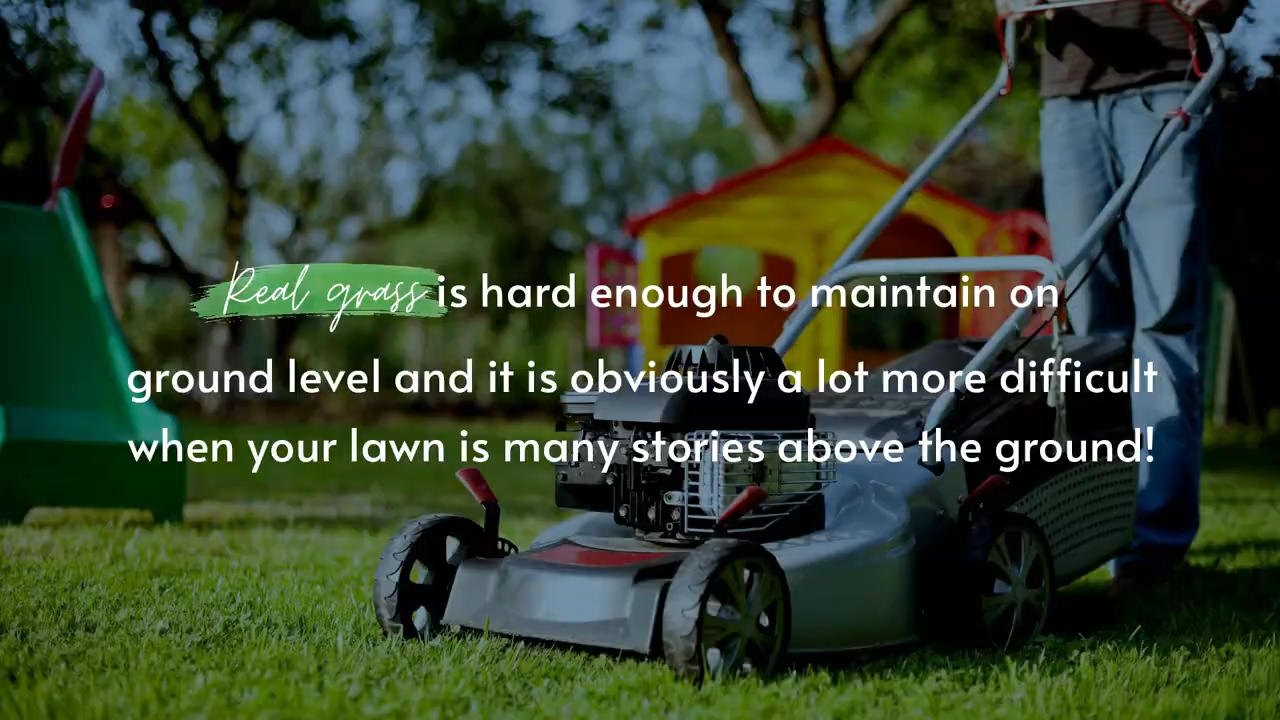 Real grass is hard enough to maintain on
ground level and it is obviously a lot more difficult
when your lawn is many stories above the ground!